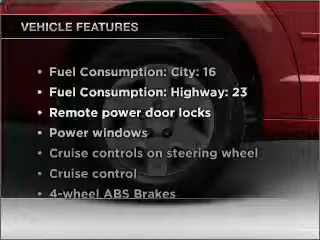 VEHICLE FEATURES
• Fuel Consumption: City: 16
• Fuel Consumption: Highway: 23
• Remote power door locks
• Power windows
• Cruise controls on steering wheel
• Cruise control
• 4-wheel ABS Brakes